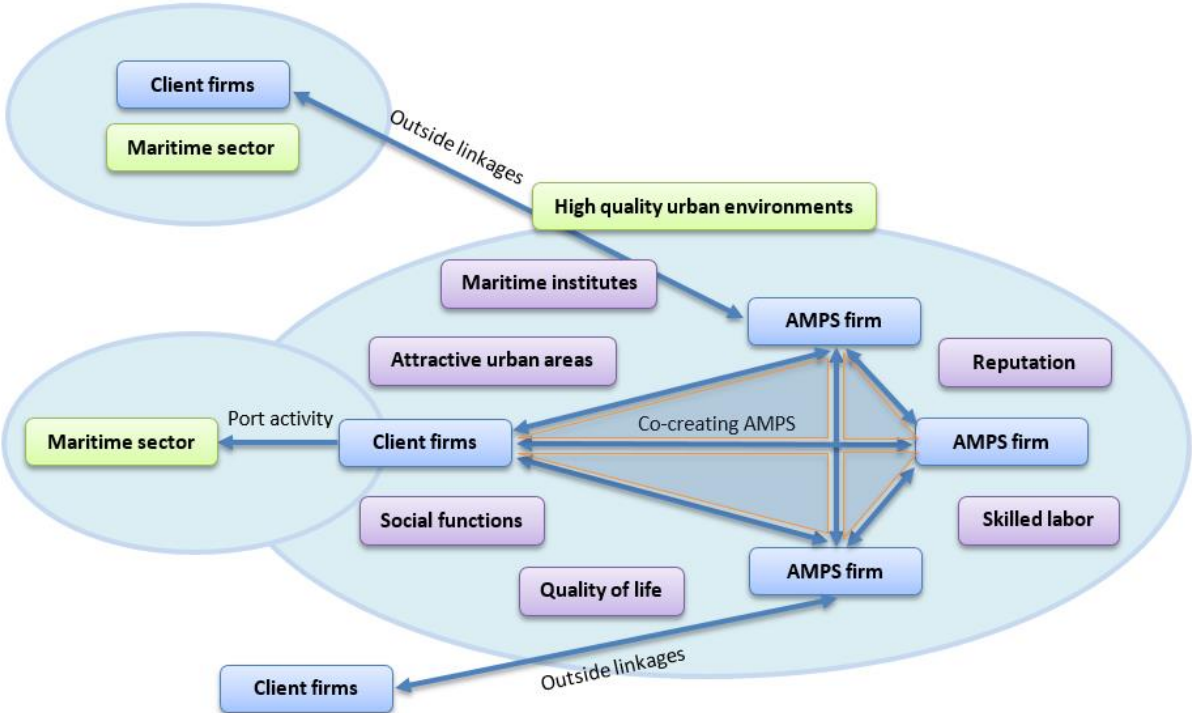 Client firms
Maritime sector
Outside linkages
High quality urban environments
Maritime institutes
AMPS firm
Attractive urban areas
Reputation
Port activity
Maritime sector
Client firms
Co-creating AMPS
AMPS firm
Social functions
Skilled labor
AMPS firm
Quality of life
Outside linkages
Client firms